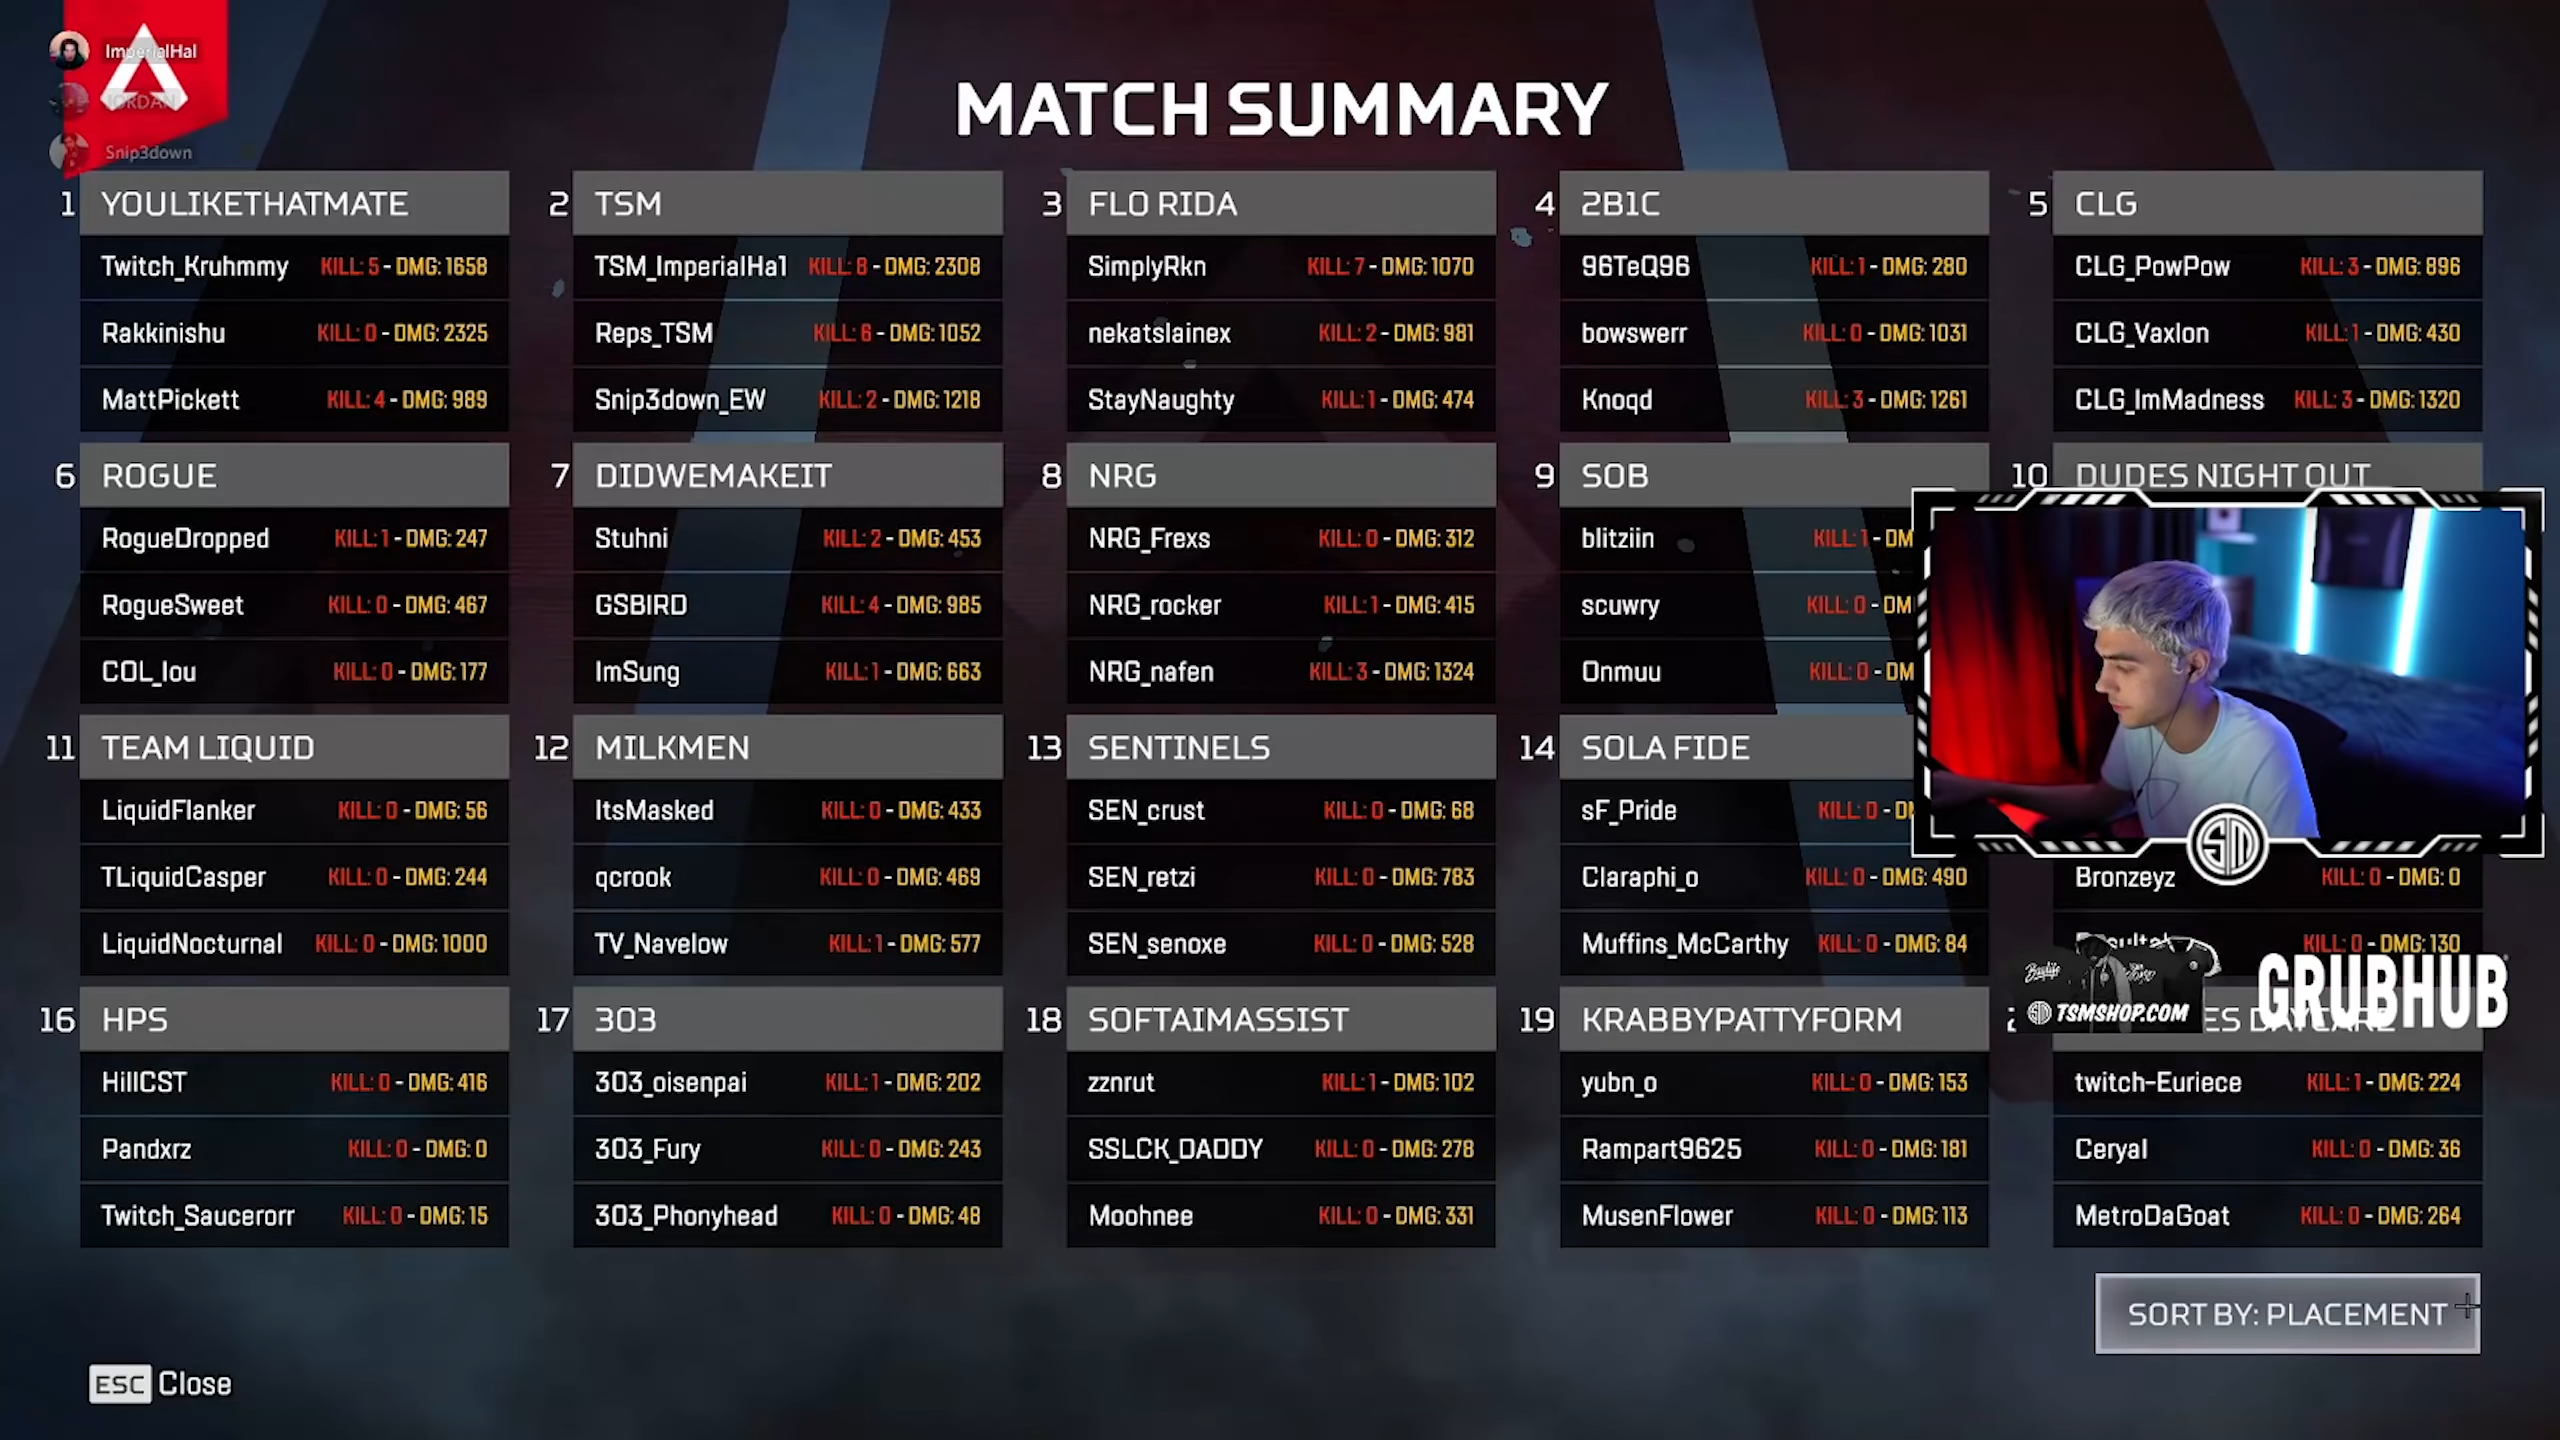 ImperialHal
JORDAN
Snip3down
MATCH SUMMARY
1 YOULIKETHATMATE
Twitch_Kruhmmy KILL: 5 - DMG: 1658
Rakkinishu KILL: 0 - DMG: 2325
MattPickett KILL: 4 - DMG: 989
2 TSM
TSM_ImperialHal KILL: 8 - DMG: 2308
Reps_TSM KILL: 6 - DMG: 1052
Snip3down_EW KILL: 2 - DMG: 1218
3 FLO RIDA
SimplyRkn KILL: 7 - DMG: 1070
nekatslainex KILL: 2 - DMG: 981
StayNaughty KILL: 1 - DMG: 474
4 2B1C
96TeQ96 KILL: 1 - DMG: 280
bowswerr KILL: 0 - DMG: 1031
Knoqd KILL: 3 - DMG: 1261
5 CLG
CLG_PowPow KILL: 3 - DMG: 896
CLG_Vaxlon KILL: 1 - DMG: 430
CLG_ImMadness KILL: 3 - DMG: 1320
6 ROGUE
RogueDropped KILL: 1 - DMG: 247
RogueSweet KILL: 0 - DMG: 467
COL_lou KILL: 0 - DMG: 177
7 DIDWEMAKEIT
Stuhni KILL: 2 - DMG: 453
GSBIRD KILL: 4 - DMG: 985
ImSung KILL: 1 - DMG: 663
8 NRG
NRG_Frexs KILL: 0 - DMG: 312
NRG_rocker KILL: 1 - DMG: 415
NRG_nafen KILL: 3 - DMG: 1324
9 SOB
blitziin KILL: 1 - DM
scuwry KILL: 0 - DM
Onmuu KILL: 0 - DM
10 DUDES NIGHT OUT
11 TEAM LIQUID
LiquidFlanker KILL: 0 - DMG: 56
TLiquidCasper KILL: 0 - DMG: 244
LiquidNocturnal KILL: 0 - DMG: 1000
12 MILKMEN
ItsMasked KILL: 0 - DMG: 433
qcrook KILL: 0 - DMG: 469
TV_Navelow KILL: 1 - DMG: 577
13 SENTINELS
SEN_crust KILL: 0 - DMG: 68
SEN_retzi KILL: 0 - DMG: 783
SEN_senoxe KILL: 0 - DMG: 528
14 SOLA FIDE
sF_Pride KILL: 0 -
Claraphi_o KILL: 0 - DMG: 490
Muffins_McCarthy KILL: 0 - DMG: 84
TSM
Bronzeyz KILL: 0 - DMG: 0
KILL: 0 - DMG: 130
TSMSHOP.COM
GRUBHUB
16 HPS
HillCST KILL: 0 - DMG: 416
Pandxrz KILL: 0 - DMG: 0
Twitch_Saucerorr KILL: 0 - DMG: 15
17 303
303_oisenpai KILL: 1 - DMG: 202
303_Fury KILL: 0 - DMG: 243
303_Phonyhead KILL: 0 - DMG: 48
18 SOFTAIMASSIST
zznrut KILL: 1 - DMG: 102
SSLCK_DADDY KILL: 0 - DMG: 278
Moohnee KILL: 0 - DMG: 331
19 KRABBYPATTYFORM
yubn_o KILL: 0 - DMG: 153
Rampart9625 KILL: 0 - DMG: 181
MusenFlower KILL: 0 - DMG: 113
twitch-Euriece KILL: 1 - DMG: 224
Ceryal KILL: 0 - DMG: 36
MetroDaGoat KILL: 0 - DMG: 264
SORT BY: PLACEMENT
ESC Close